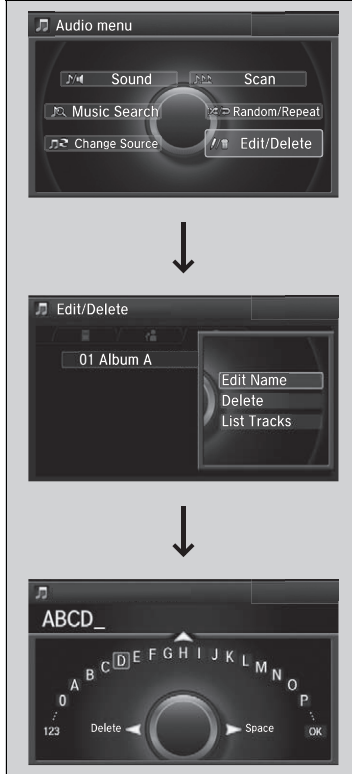 Audio menu
Sound Scan
Music Search Random/Repeat
Change Source Edit/Delete
Edit/Delete
01 Album A
Edit Name
Delete
List Tracks
ABCD_
0 A B C D E F G H I J K L M N O P
123 Delete Space OK